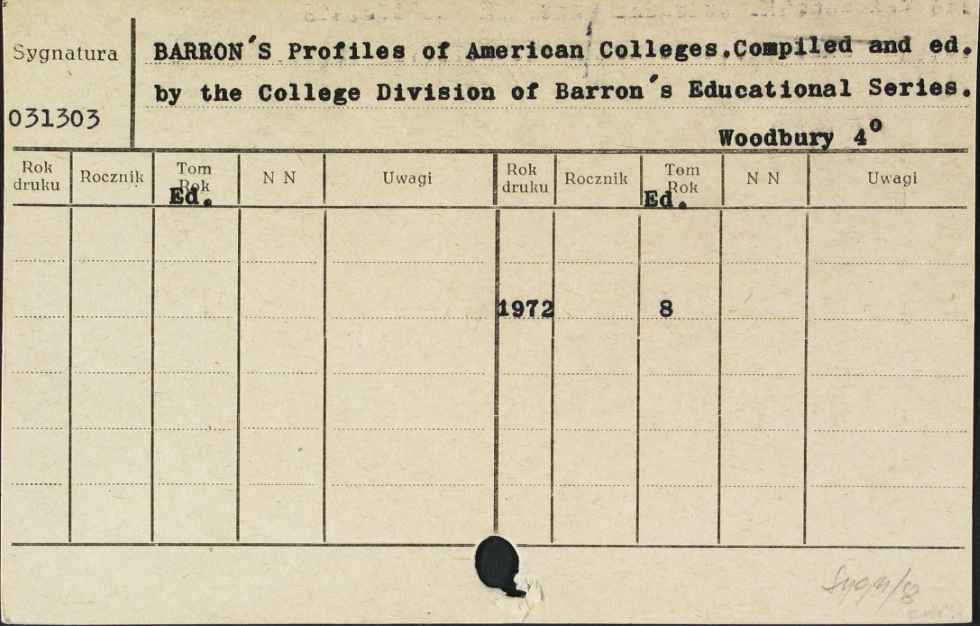 Sygnatura
031303
BARRON'S Profiles of American Colleges.Compiled and ed.
by the College Division of Barron's Educational Series.
Woodbury 4º
Rok druku Rocznik Tom Rok N N Uwagi Rok druku Rocznik Tom Rok N N Uwagi
Ed. Ed.
1972 8